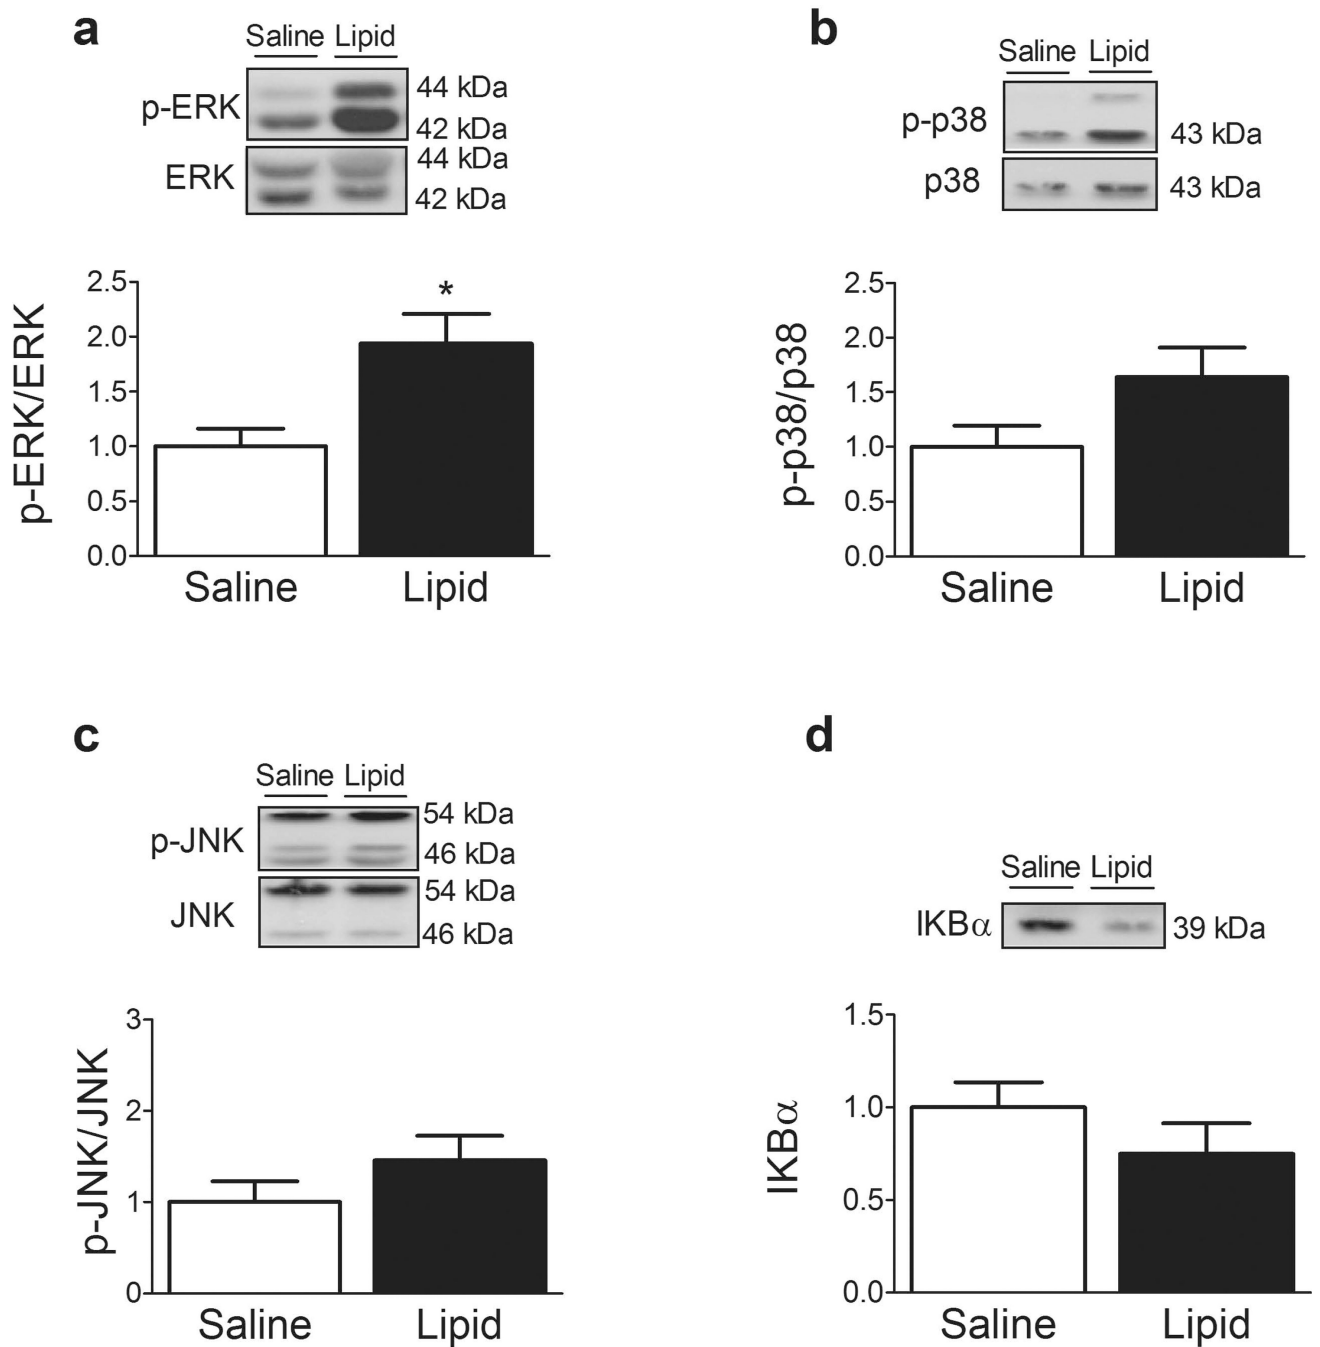 a
Saline Lipid
p-ERK
44 kDa
42 kDa
ERK
44 kDa
42 kDa
p-ERK/ERK
2.5
2.0
1.5
1.0
0.5
0.0
*
Saline Lipid
b
Saline Lipid
p-p38
43 kDa
p38
43 kDa
p-p38/p38
2.5
2.0
1.5
1.0
0.5
0.0
Saline Lipid
c
Saline Lipid
p-JNK
54 kDa
46 kDa
JNK
54 kDa
46 kDa
p-JNK/JNK
3
2
1
0
Saline Lipid
d
Saline Lipid
IKBα
39 kDa
IKBα
1.5
1.0
0.5
0.0
Saline Lipid